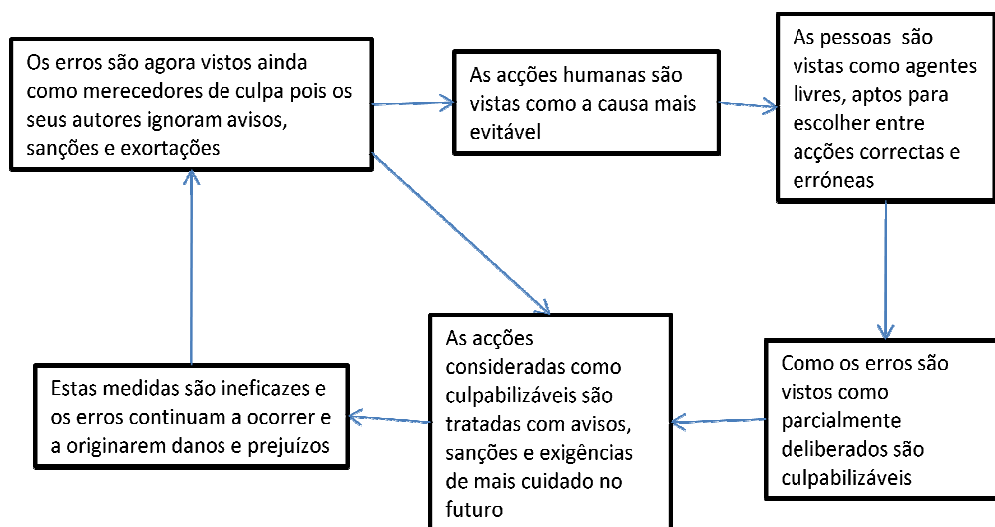 Os erros são agora vistos ainda
como merecedores de culpa pois os
seus autores ignoram avisos,
sanções e exortações
As acções humanas são
vistas como a causa mais
evitável
As pessoas são
vistas como agentes
livres, aptos para
escolher entre
acções correctas e
erróneas
Como os erros são
vistos como
parcialmente
deliberados são
culpabilizáveis
As acções
consideradas como
culpabilizáveis são
tratadas com avisos,
sanções e exigências
de mais cuidado no
futuro
Estas medidas são ineficazes e
os erros continuam a ocorrer e
a originarem danos e prejuízos